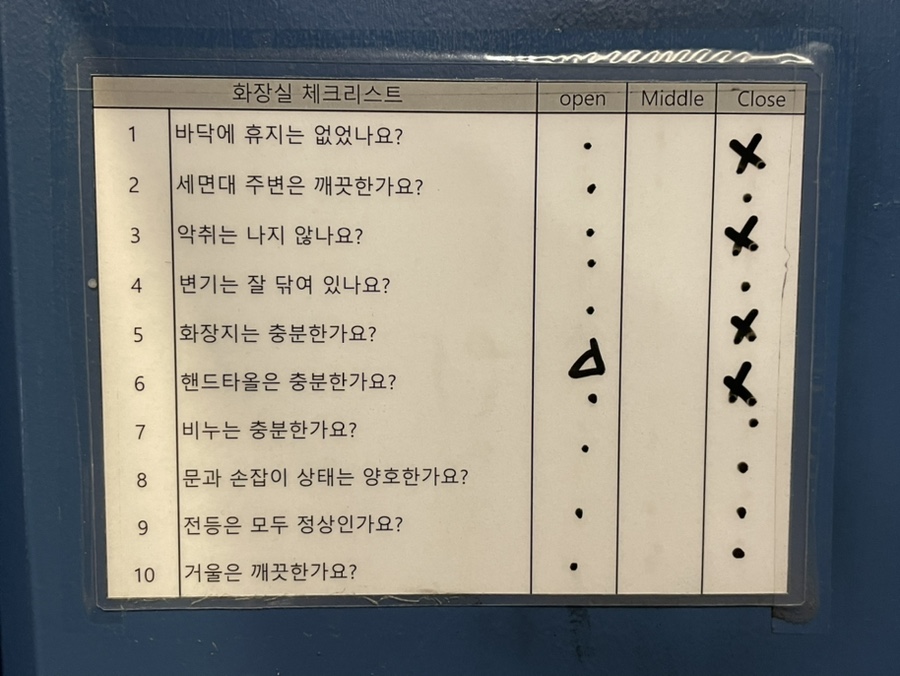 화장실 체크리스트 open Middle Close
1 바닥에 휴지는 없었나요? • X
2 세면대 주변은 깨끗한가요? • •
3 악취는 나지 않나요? • X
4 변기는 잘 닦여 있나요? • •
5 화장지는 충분한가요? • X
6 핸드타올은 충분한가요? △ X
7 비누는 충분한가요? • •
8 문과 손잡이 상태는 양호한가요? • •
9 전등은 모두 정상인가요? • •
10 거울은 깨끗한가요? • •